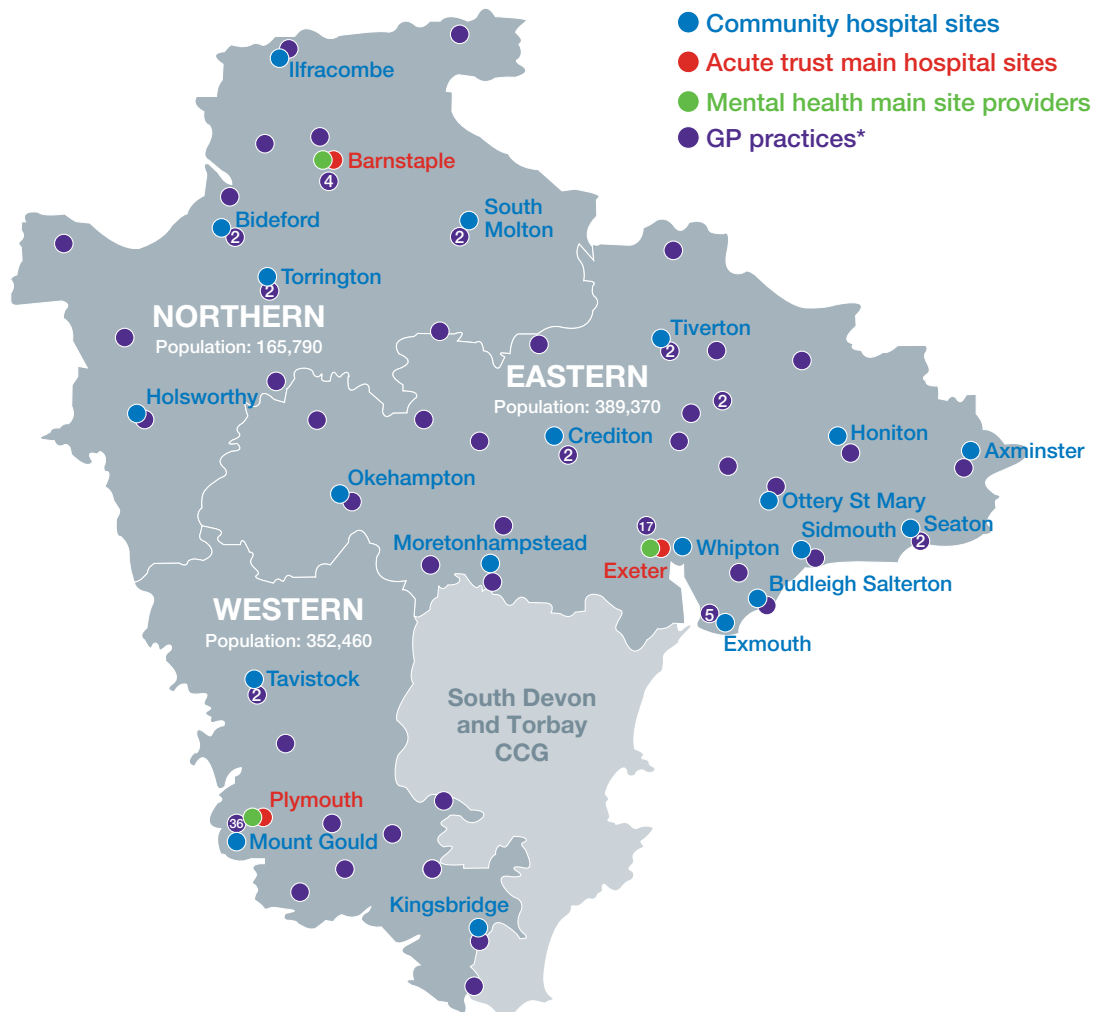 Community hospital sites
Acute trust main hospital sites
Mental health main site providers
GP practices*
Ilfracombe
Barnstaple
4
Bideford
2
South
Molton
2
Torrington
2
NORTHERN
Population: 165,790
Holsworthy
Tiverton
2
EASTERN
Population: 389,370
2
Crediton
2
Honiton
Axminster
Okehampton
Ottery St Mary
Sidmouth
Seaton
2
17
Moretonhampstead
Whipton
Exeter
Budleigh Salterton
5
Exmouth
WESTERN
Population: 352,460
Tavistock
2
South Devon
and Torbay
CCG
Plymouth
36
Mount Gould
Kingsbridge